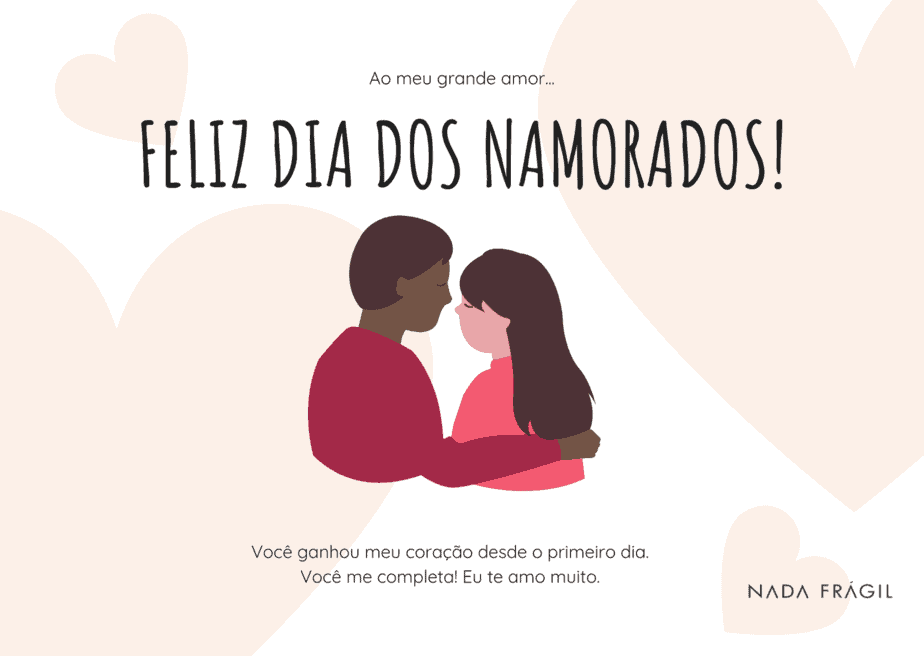 Ao meu grande amor...
FELIZ DIA DOS NAMORADOS!
Você ganhou meu coração desde o primeiro dia.
Você me completa! Eu te amo muito.
NADA FRÁGIL